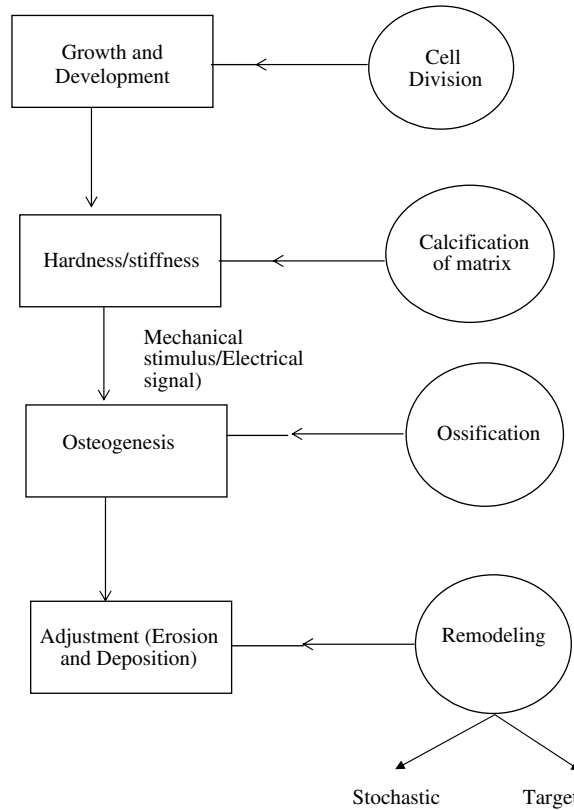 Growth and
Development
Cell
Division
Hardness/stiffness
Calcification
of matrix
Mechanical
stimulus/Electrical
signal)
Osteogenesis
Ossification
Adjustment (Erosion
and Deposition)
Remodeling
Stochastic
Target